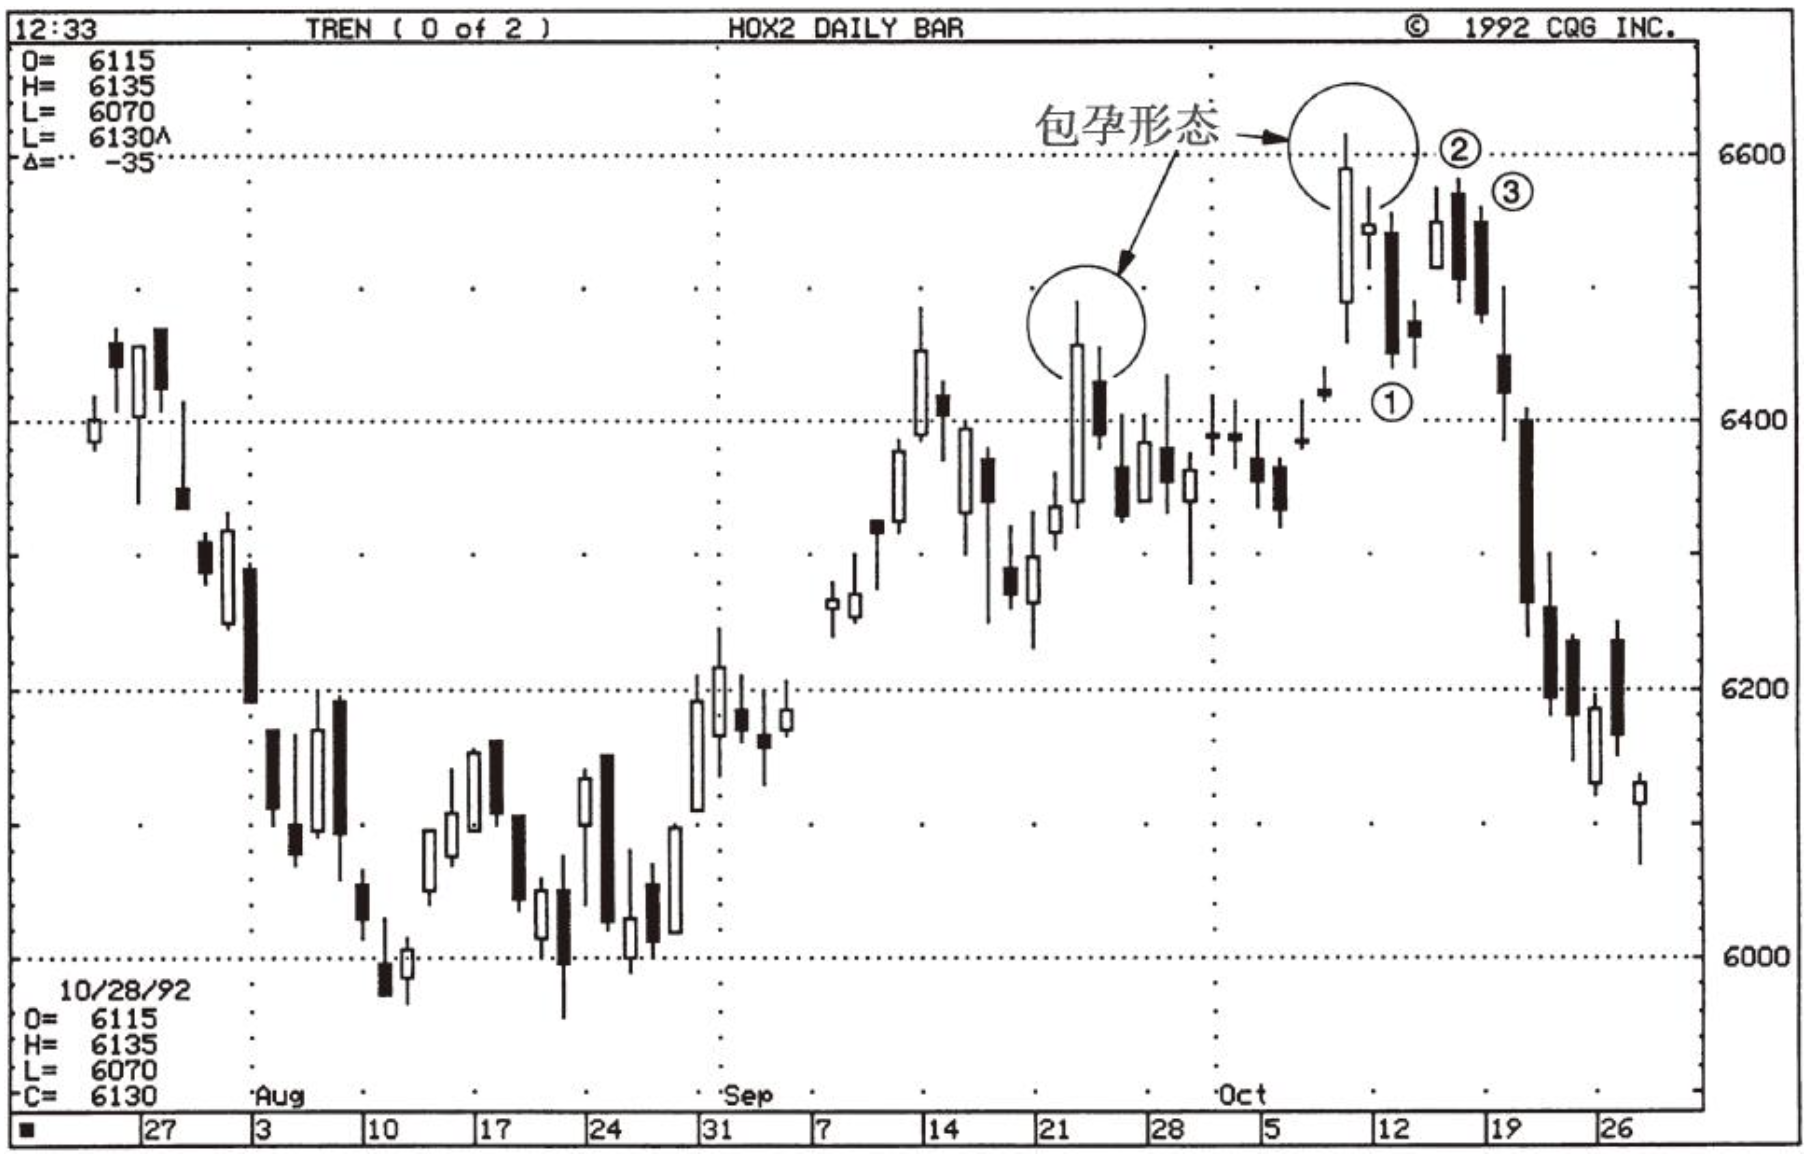 12:33 TREN ( 0 of 2 ) HOX2 DAILY BAR © 1992 CQG INC.
O= 6115
H= 6135
L= 6070
L= 6130^
Δ= -35
包孕形态
6600
②
③
①
6400
6200
6000
10/28/92
O= 6115
H= 6135
L= 6070
C= 6130
Aug Sep Oct
27 3 10 17 24 31 7 14 21 28 5 12 19 26